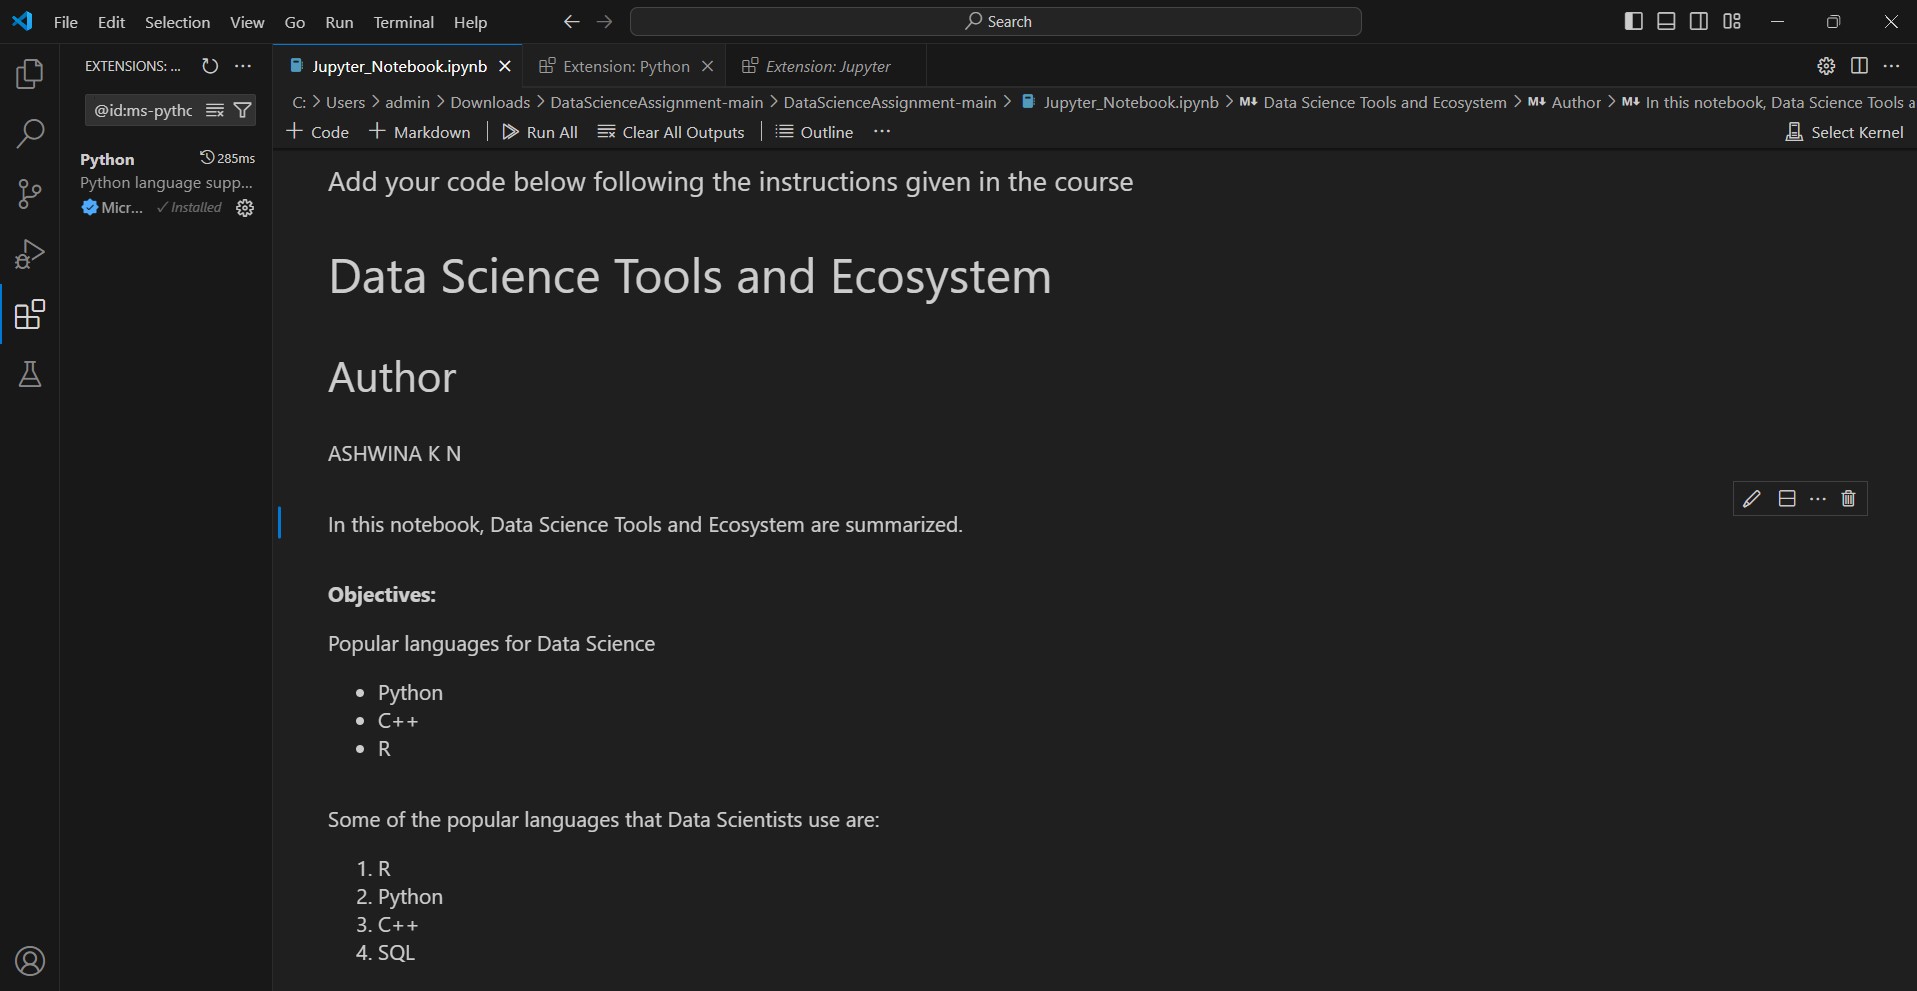 File Edit Selection View Go Run Terminal Help
Search
EXTENSIONS: ...
Jupyter_Notebook.ipynb
Extension: Python
Extension: Jupyter
@id:ms-pythc
C: > Users > admin > Downloads > DataScienceAssignment-main > DataScienceAssignment-main > Jupyter_Notebook.ipynb > M↓ Data Science Tools and Ecosystem > M↓ Author > M↓ In this notebook, Data Science Tools a
+ Code + Markdown Run All Clear All Outputs Outline ...
Select Kernel
Python 285ms
Python language supp...
Micr... ✓ Installed
Add your code below following the instructions given in the course
Data Science Tools and Ecosystem
Author
ASHWINA K N
In this notebook, Data Science Tools and Ecosystem are summarized.
Objectives:
Popular languages for Data Science
• Python
• C++
• R
Some of the popular languages that Data Scientists use are:
1. R
2. Python
3. C++
4. SQL